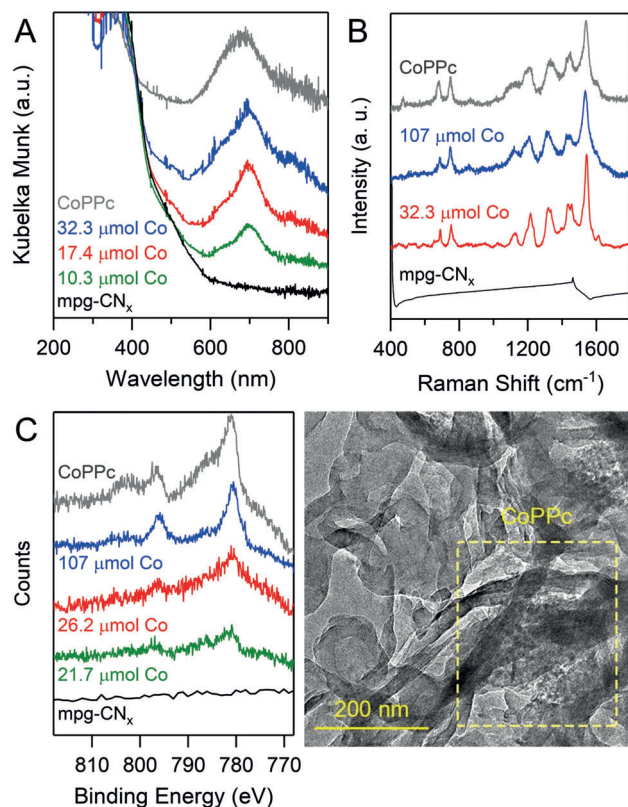 A
Kubelka Munk (a.u.)
CoPPc
32.3 μmol Co
17.4 μmol Co
10.3 μmol Co
mpg-CNx
200 400 600 800
Wavelength (nm)
B
Intensity (a. u.)
CoPPc
107 μmol Co
32.3 μmol Co
mpg-CNx
400 800 1200 1600
Raman Shift (cm-1)
C
Counts
CoPPc
107 μmol Co
26.2 μmol Co
21.7 μmol Co
mpg-CNx
810 800 790 780 770
Binding Energy (eV)
CoPPc
200 nm